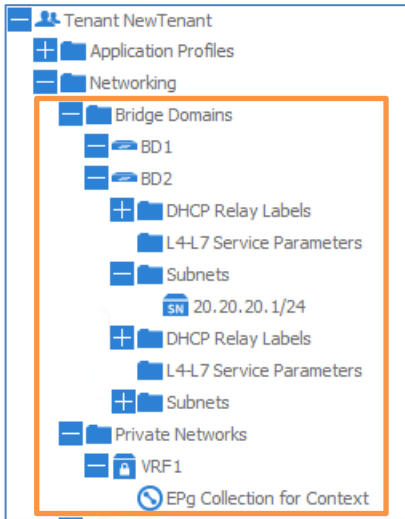 Tenant NewTenant
Application Profiles
Networking
Bridge Domains
BD1
BD2
DHCP Relay Labels
L4-L7 Service Parameters
Subnets
SN 20.20.20.1/24
DHCP Relay Labels
L4-L7 Service Parameters
Subnets
Private Networks
VRF1
EPg Collection for Context